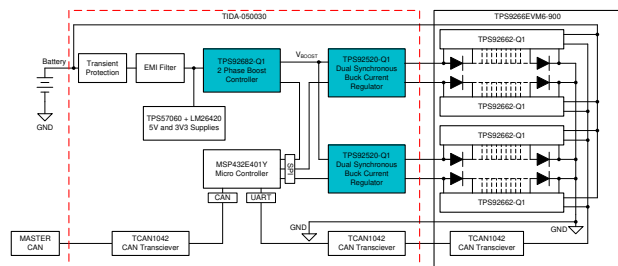 TIDA-050030
TPS9266EVM6-900
Battery
Transient
Protection
EMI Filter
TPS92682-Q1
2 Phase Boost
Controller
VBOOST
TPS92520-Q1
Dual Synchronous
Buck Current
Regulator
TPS92662-Q1
TPS92662-Q1
GND
TPS57060 + LM26420
5V and 3V3 Supplies
MSP432E401Y
Micro Controller
SPI
CAN
UART
TPS92520-Q1
Dual Synchronous
Buck Current
Regulator
TPS92662-Q1
TPS92662-Q1
GND
MASTER
CAN
TCAN1042
CAN Transciever
TCAN1042
CAN Transciever
TCAN1042
CAN Transciever
GND